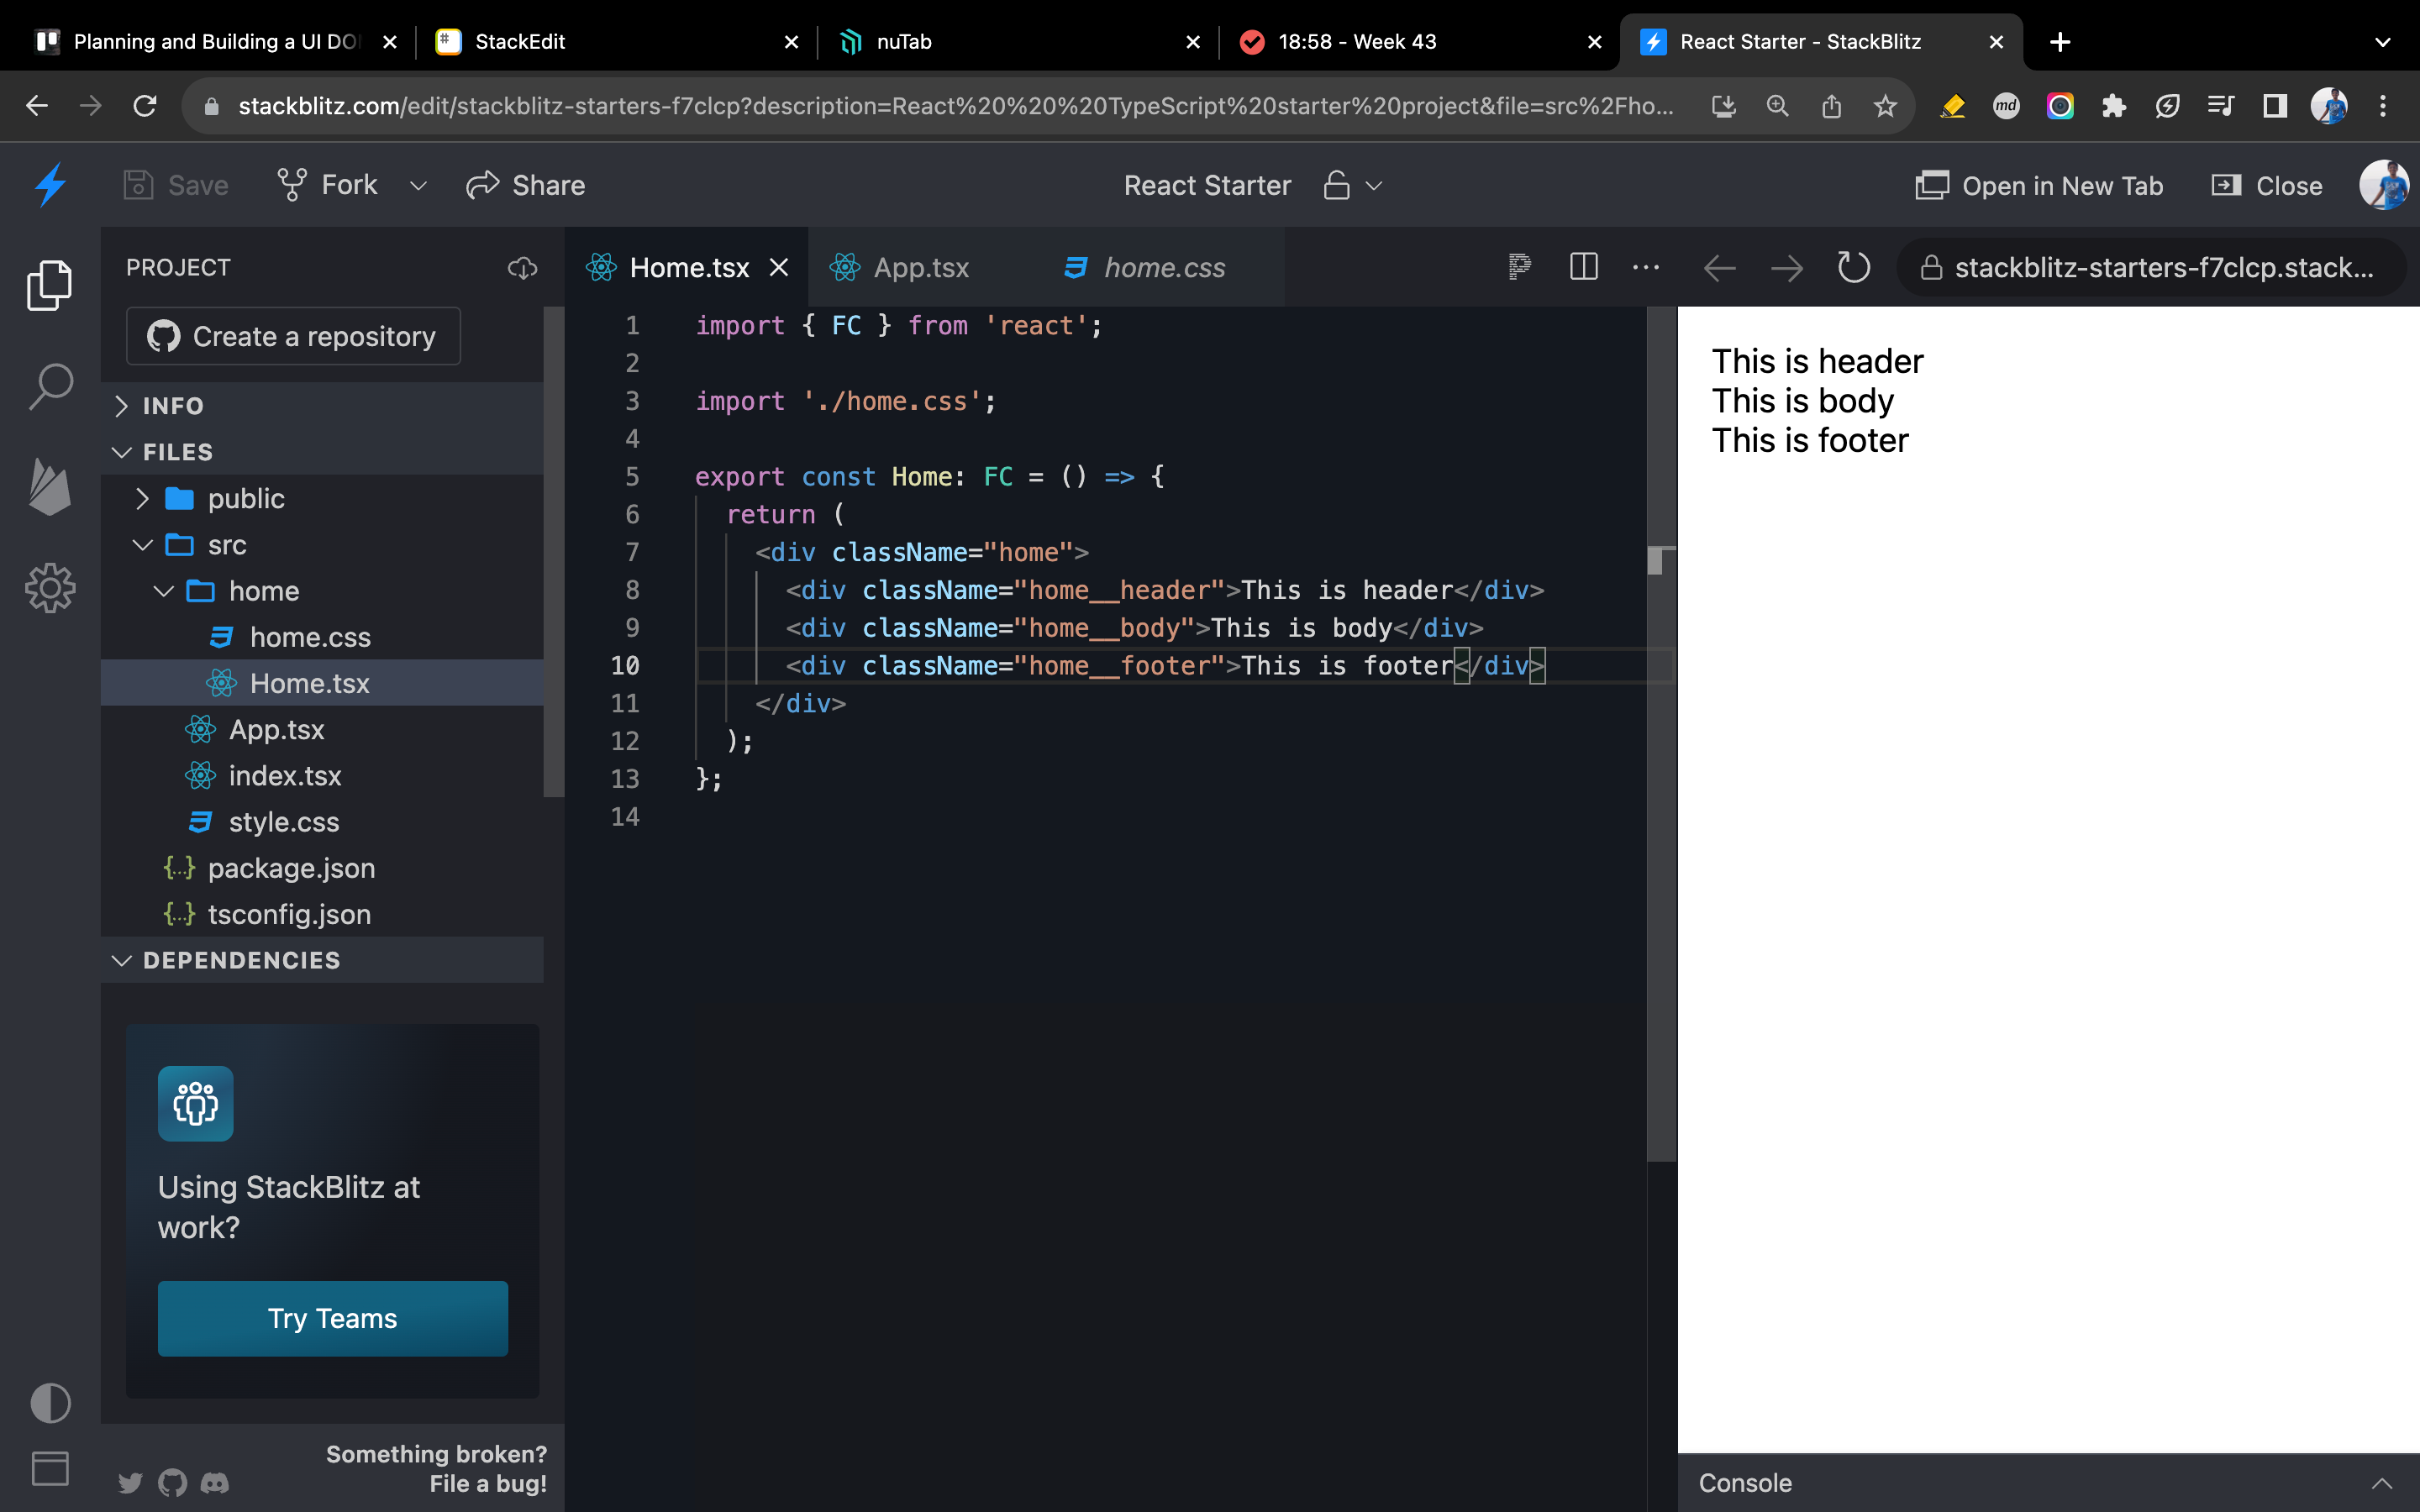 Planning and Building a UI DO
StackEdit
nuTab
18:58 - Week 43
React Starter - StackBlitz
stackblitz.com/edit/stackblitz-starters-f7clcp?description=React%20%20%20TypeScript%20starter%20project&file=src%2Fho...
md
Save
Fork
Share
React Starter
Open in New Tab
Close
PROJECT
Home.tsx
App.tsx
home.css
stackblitz-starters-f7clcp.stack...
Create a repository
INFO
FILES
public
src
home
home.css
Home.tsx
App.tsx
index.tsx
style.css
{..} package.json
{..} tsconfig.json
DEPENDENCIES
Using StackBlitz at
work?
Try Teams
Something broken?
File a bug!
1 import { FC } from 'react';
2
3 import './home.css';
4
5 export const Home: FC = () => {
6 return (
7 <div className="home">
8 <div className="home__header">This is header</div>
9 <div className="home__body">This is body</div>
10 <div className="home__footer">This is footer</div>
11 </div>
12 );
13 };
14
This is header
This is body
This is footer
Console